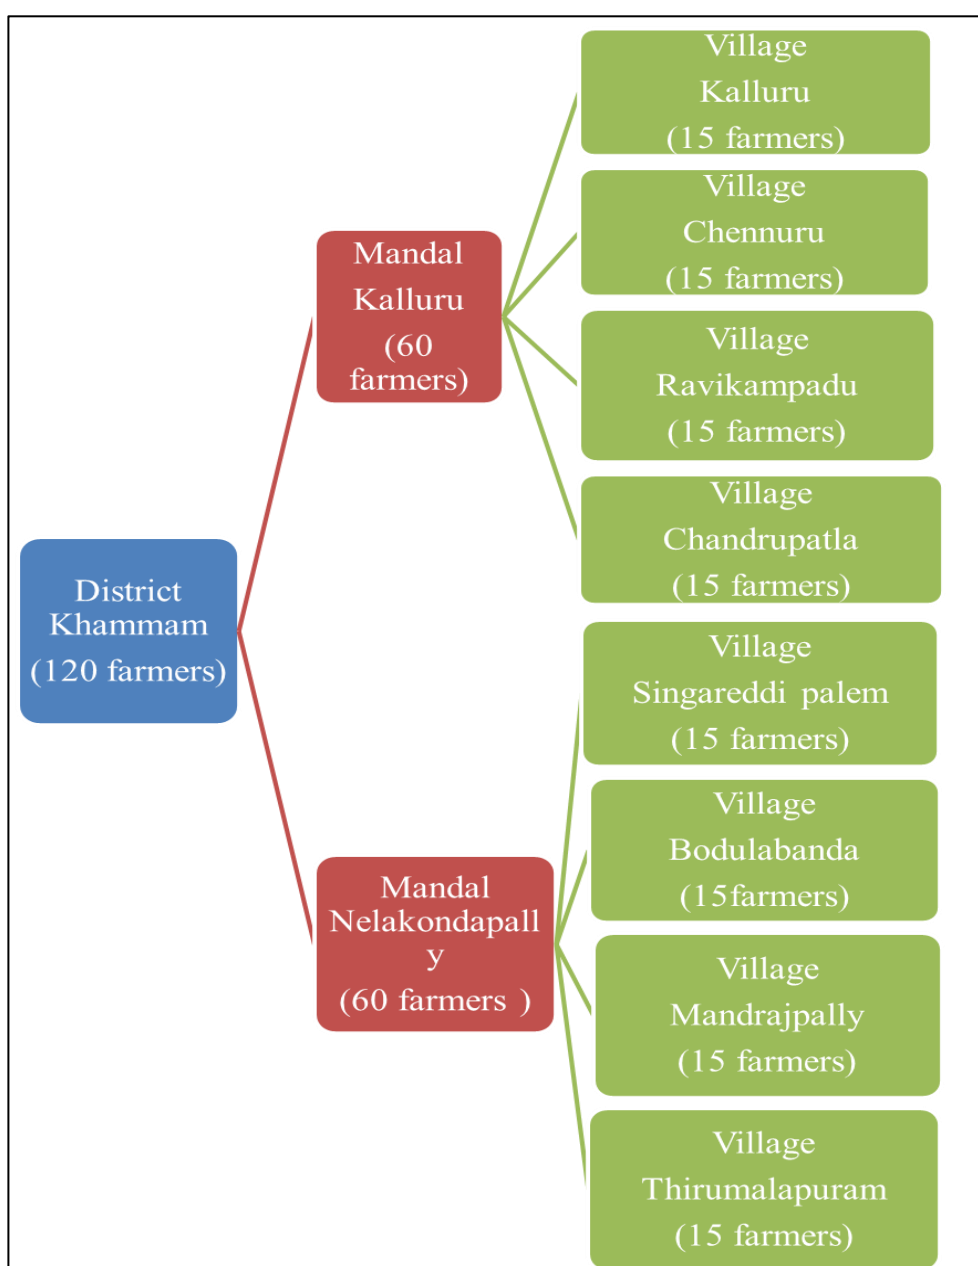 District
Khammam
(120 farmers)
Mandal
Kalluru
(60
farmers)
Village
Kalluru
(15 farmers)
Village
Chennuru
(15 farmers)
Village
Ravikampadu
(15 farmers)
Village
Chandrupatla
(15 farmers)
Mandal
Nelakondapall
y
(60 farmers )
Village
Singareddi palem
(15 farmers)
Village
Bodulabanda
(15farmers)
Village
Mandrajpally
(15 farmers)
Village
Thirumalapuram
(15 farmers)